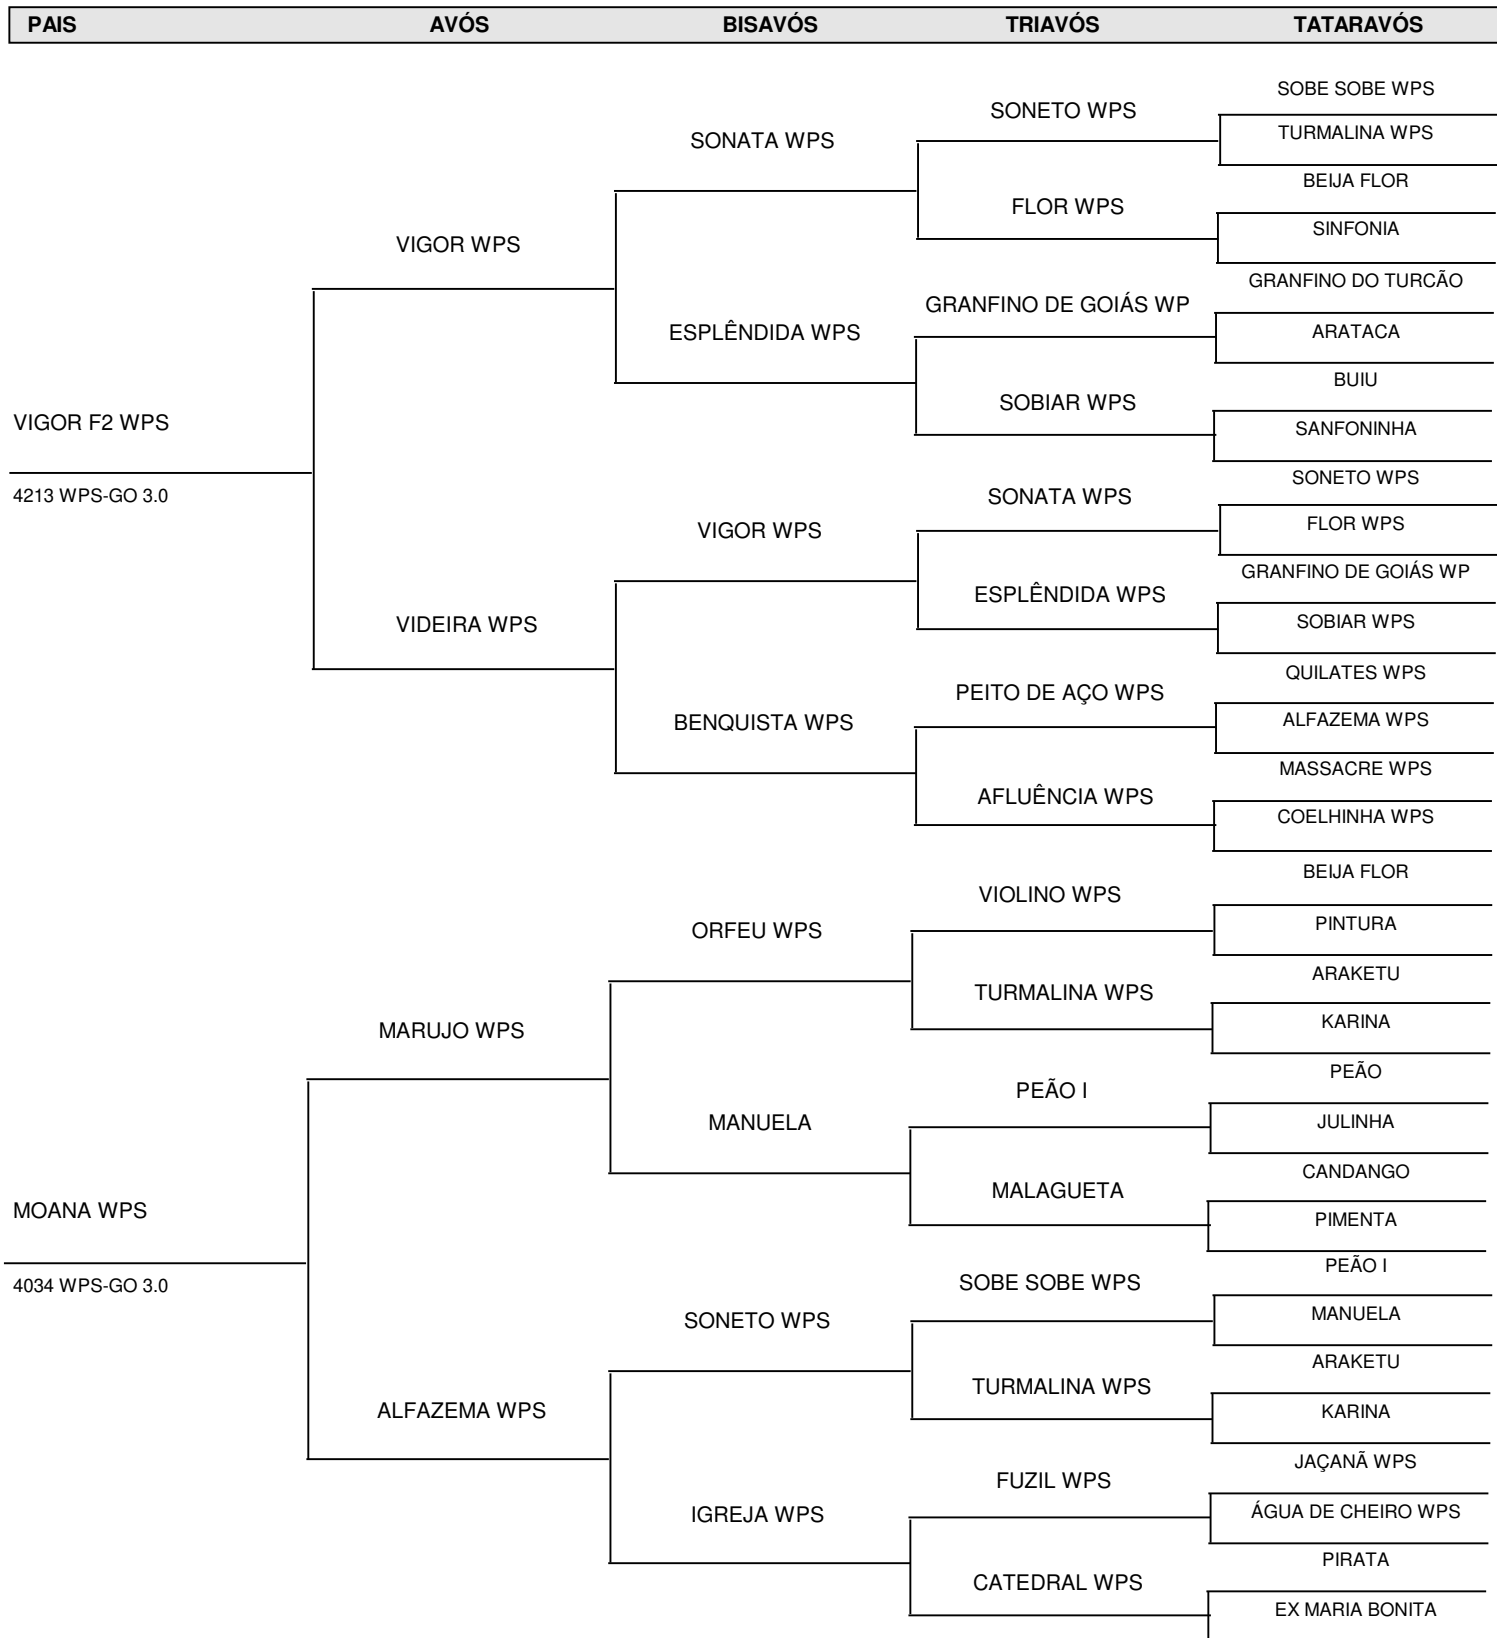 PAIS AVÓS BISAVÓS TRIAVÓS TATARAVÓS
SOBE SOBE WPS
SONETO WPS
TURMALINA WPS
SONATA WPS
BEIJA FLOR
FLOR WPS
SINFONIA
VIGOR WPS
GRANFINO DO TURCÃO
GRANFINO DE GOIÁS WP
ARATACA
ESPLÊNDIDA WPS
BUIU
SOBIAR WPS
VIGOR F2 WPS
SANFONINHA
SONETO WPS
4213 WPS-GO 3.0
SONATA WPS
FLOR WPS
VIGOR WPS
GRANFINO DE GOIÁS WP
ESPLÊNDIDA WPS
SOBIAR WPS
VIDEIRA WPS
QUILATES WPS
PEITO DE AÇO WPS
ALFAZEMA WPS
BENQUISTA WPS
MASSACRE WPS
AFLUÊNCIA WPS
COELHINHA WPS
BEIJA FLOR
VIOLINO WPS
PINTURA
ORFEU WPS
ARAKETU
TURMALINA WPS
KARINA
MARUJO WPS
PEÃO
PEÃO I
JULINHA
MANUELA
CANDANGO
MALAGUETA
MOANA WPS
PIMENTA
PEÃO I
4034 WPS-GO 3.0
SOBE SOBE WPS
MANUELA
SONETO WPS
ARAKETU
TURMALINA WPS
KARINA
ALFAZEMA WPS
JAÇANÃ WPS
FUZIL WPS
ÁGUA DE CHEIRO WPS
IGREJA WPS
PIRATA
CATEDRAL WPS
EX MARIA BONITA